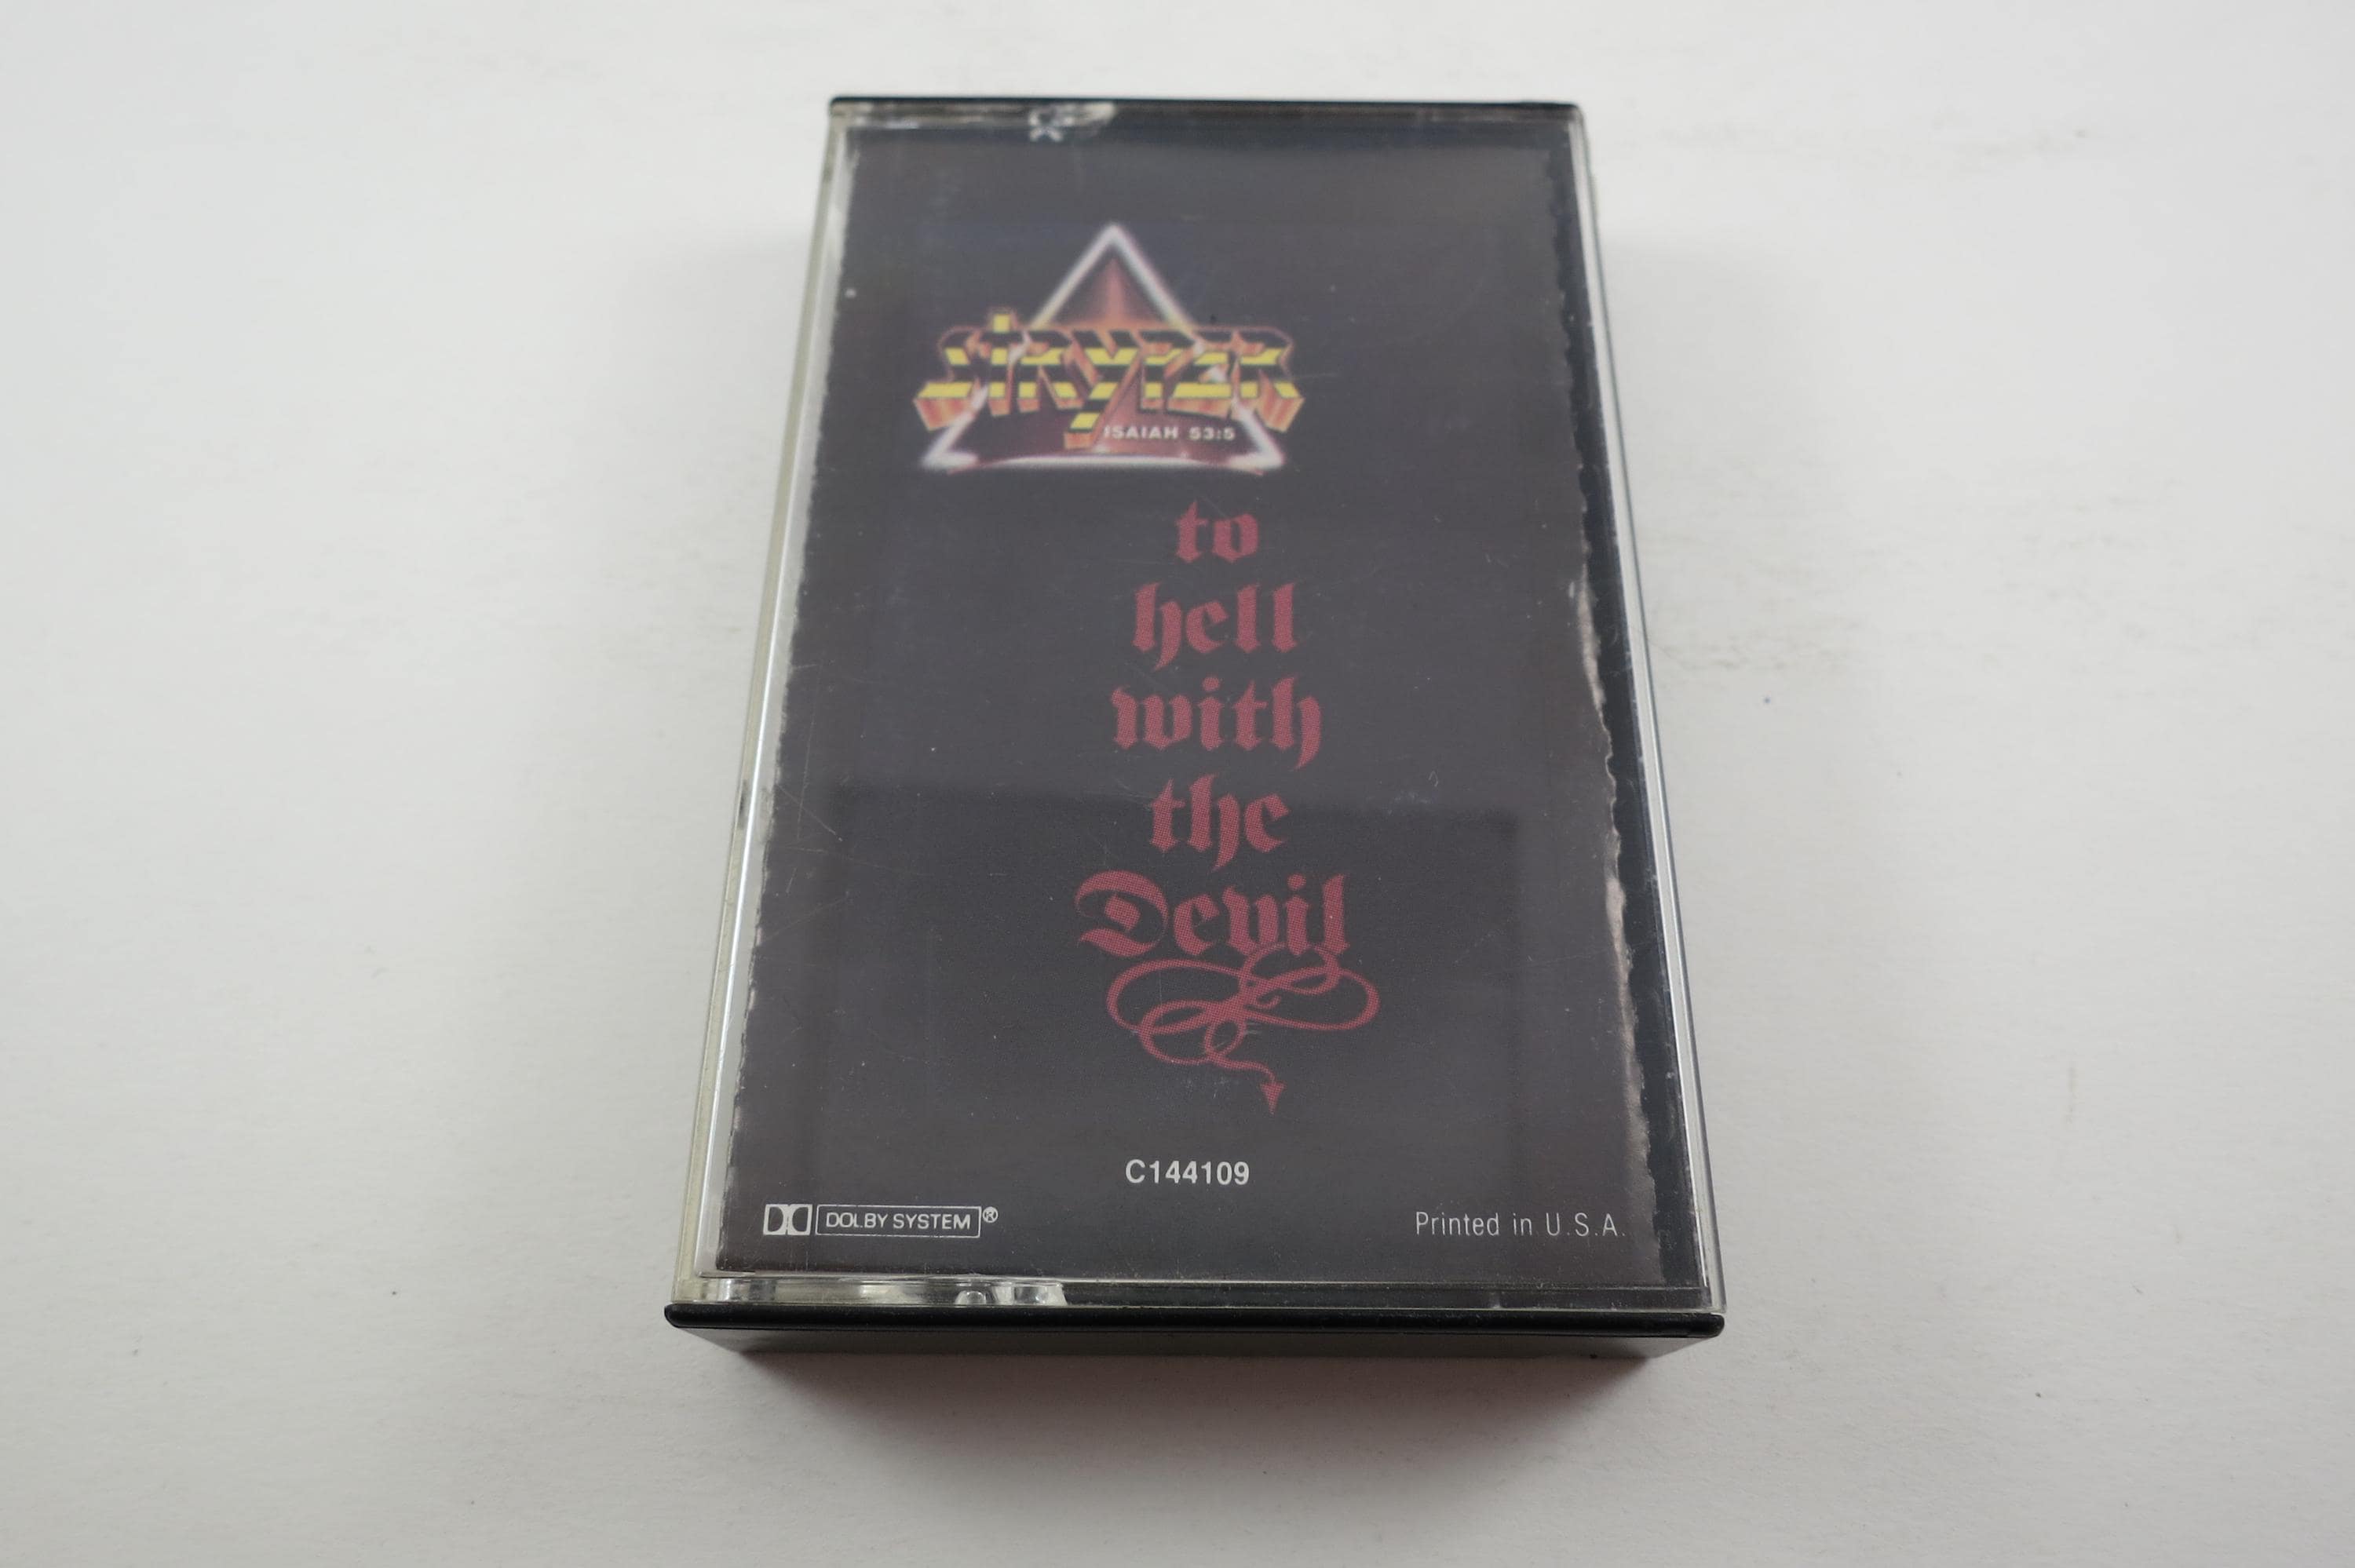 STRYPER
ISAIAH 53:5
to
hell
with
the
Devil
C144109
DOLBY SYSTEM®
Printed in U.S.A.